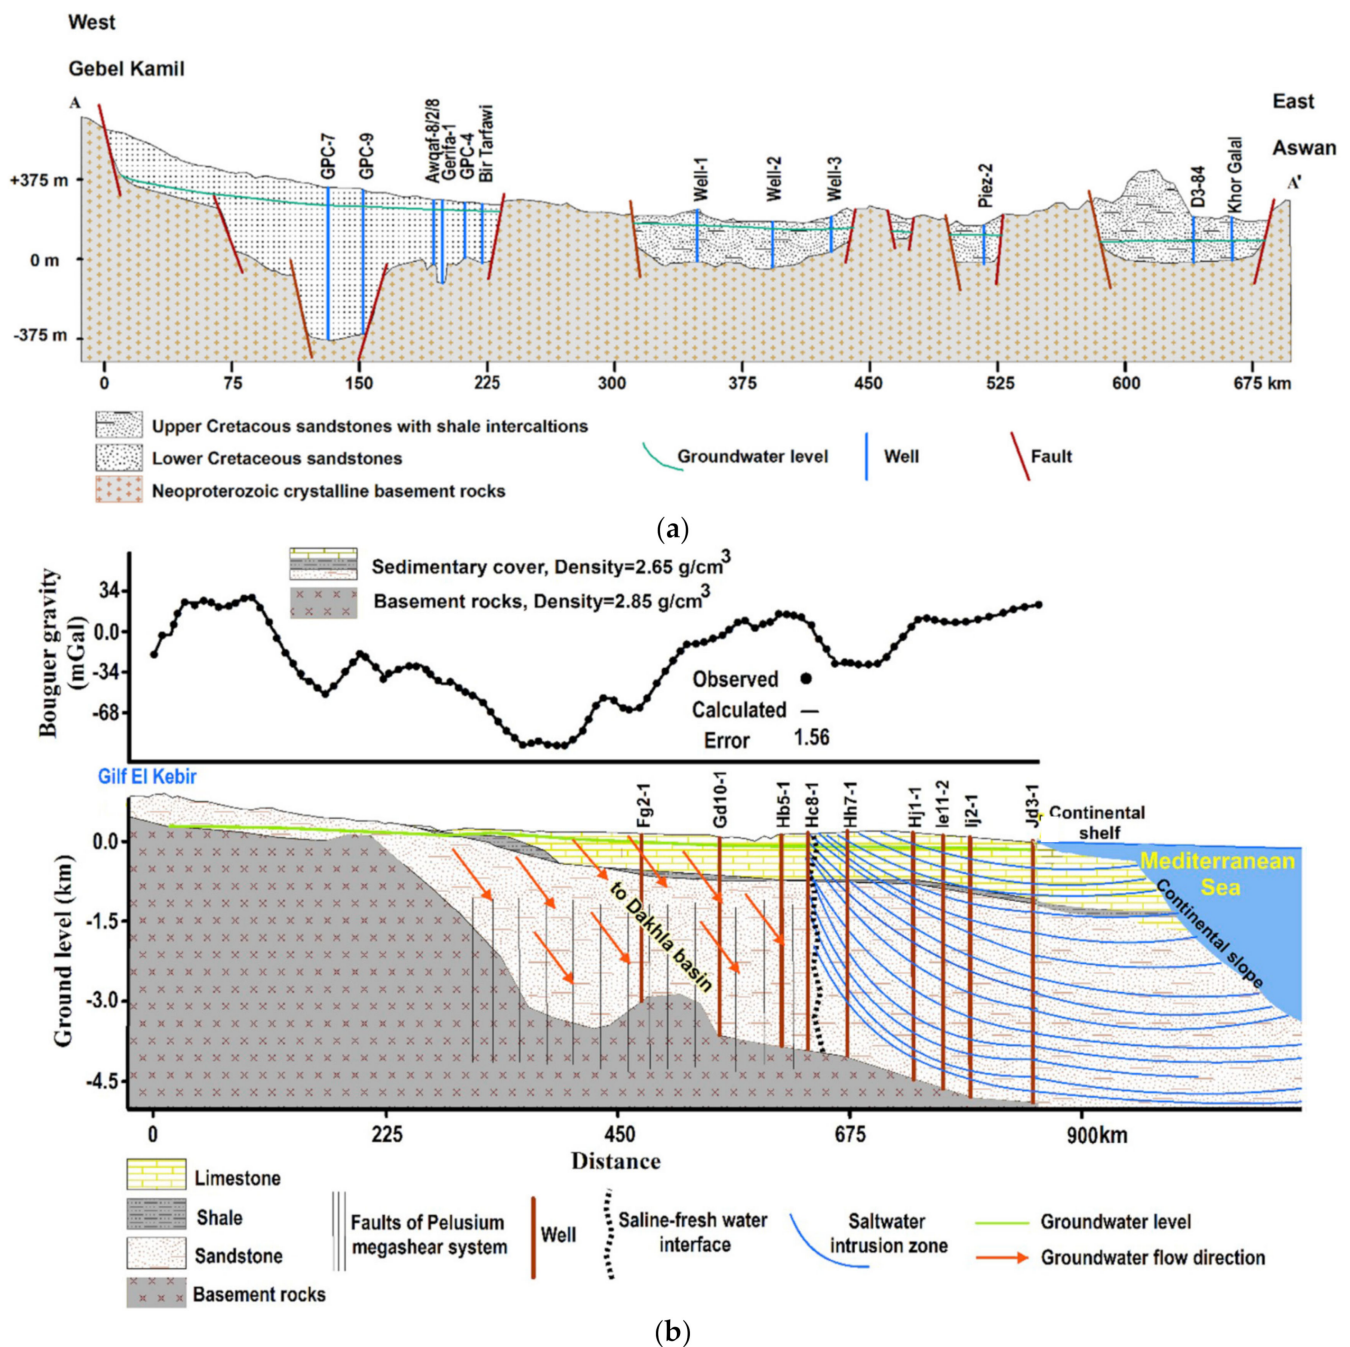 West
Gebel Kamil
A
East
Aswan
A'
GPC-7
GPC-9
Awqaf-8/2/8
Gerifa-1
GPC-4
Bir Tarfawi
Well-1
Well-2
Well-3
Piez-2
D3-84
Khor Galal
+375 m
0 m
-375 m
0 75 150 225 300 375 450 525 600 675 km
Upper Cretacous sandstones with shale intercaltions
Lower Cretaceous sandstones
Neoproterozoic crystalline basement rocks
Groundwater level
Well
Fault
(a)
Sedimentary cover, Density=2.65 g/cm3
Basement rocks, Density=2.85 g/cm3
Bouguer gravity
(mGal)
34
0.0
-34
-68
Observed
Calculated
Error 1.56
Gilf El Kebir
Fg2-1
Gd10-1
Hb5-1
Hc8-1
Hh7-1
Hj1-1
Ie11-2
Ij2-1
Jd3-1
Continental
shelf
Mediterranean
Sea
Continental slope
to Dakhla basin
Ground level (km)
0.0
-1.5
-3.0
-4.5
0 225 450 675 900km
Distance
Limestone
Shale
Sandstone
Basement rocks
Faults of Pelusium
megashear system
Well
Saline-fresh water
interface
Saltwater
intrusion zone
Groundwater level
Groundwater flow direction
(b)